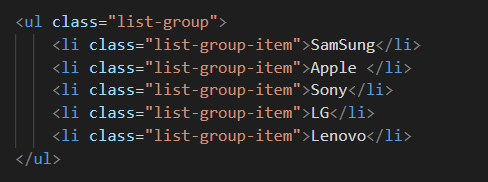 <ul class="list-group">
    <li class="list-group-item">SamSung</li>
    <li class="list-group-item">Apple </li>
    <li class="list-group-item">Sony</li>
    <li class="list-group-item">LG</li>
    <li class="list-group-item">Lenovo</li>
</ul>